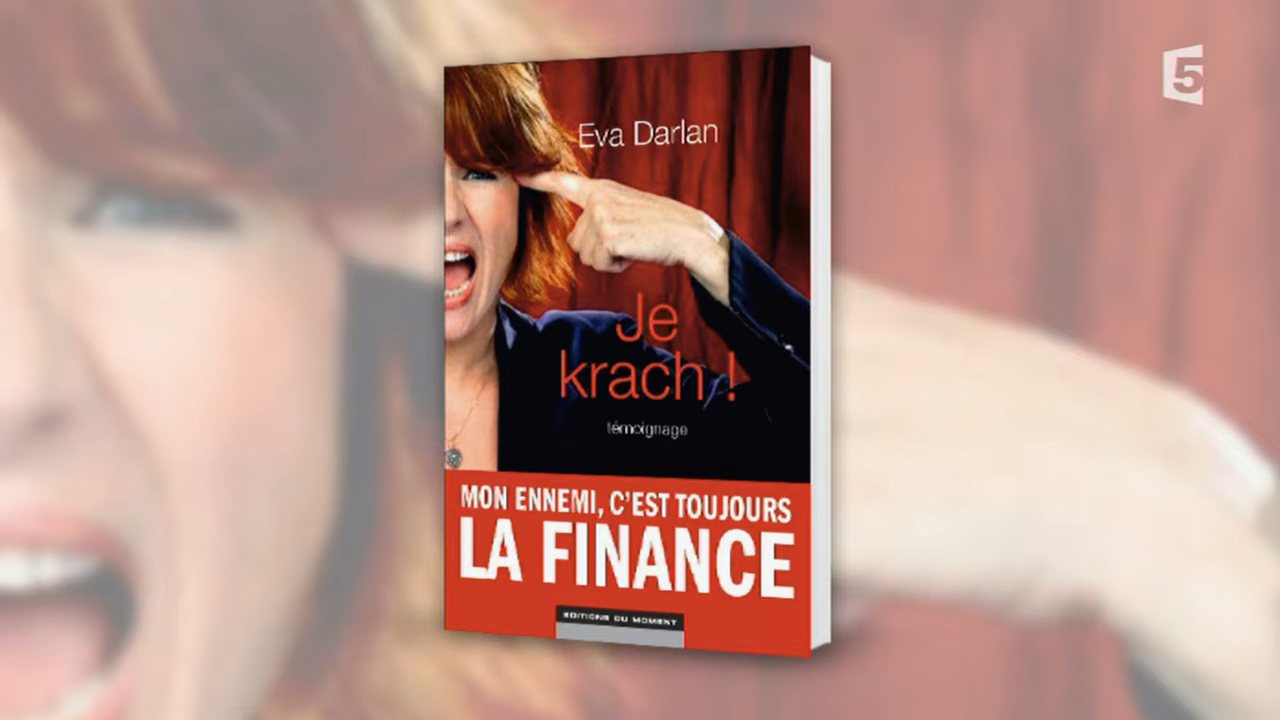 5
Eva Darlan
Je
krach !
témoignage
MON ENNEMI, C'EST TOUJOURS
LA FINANCE
EDITIONS DU MOMENT